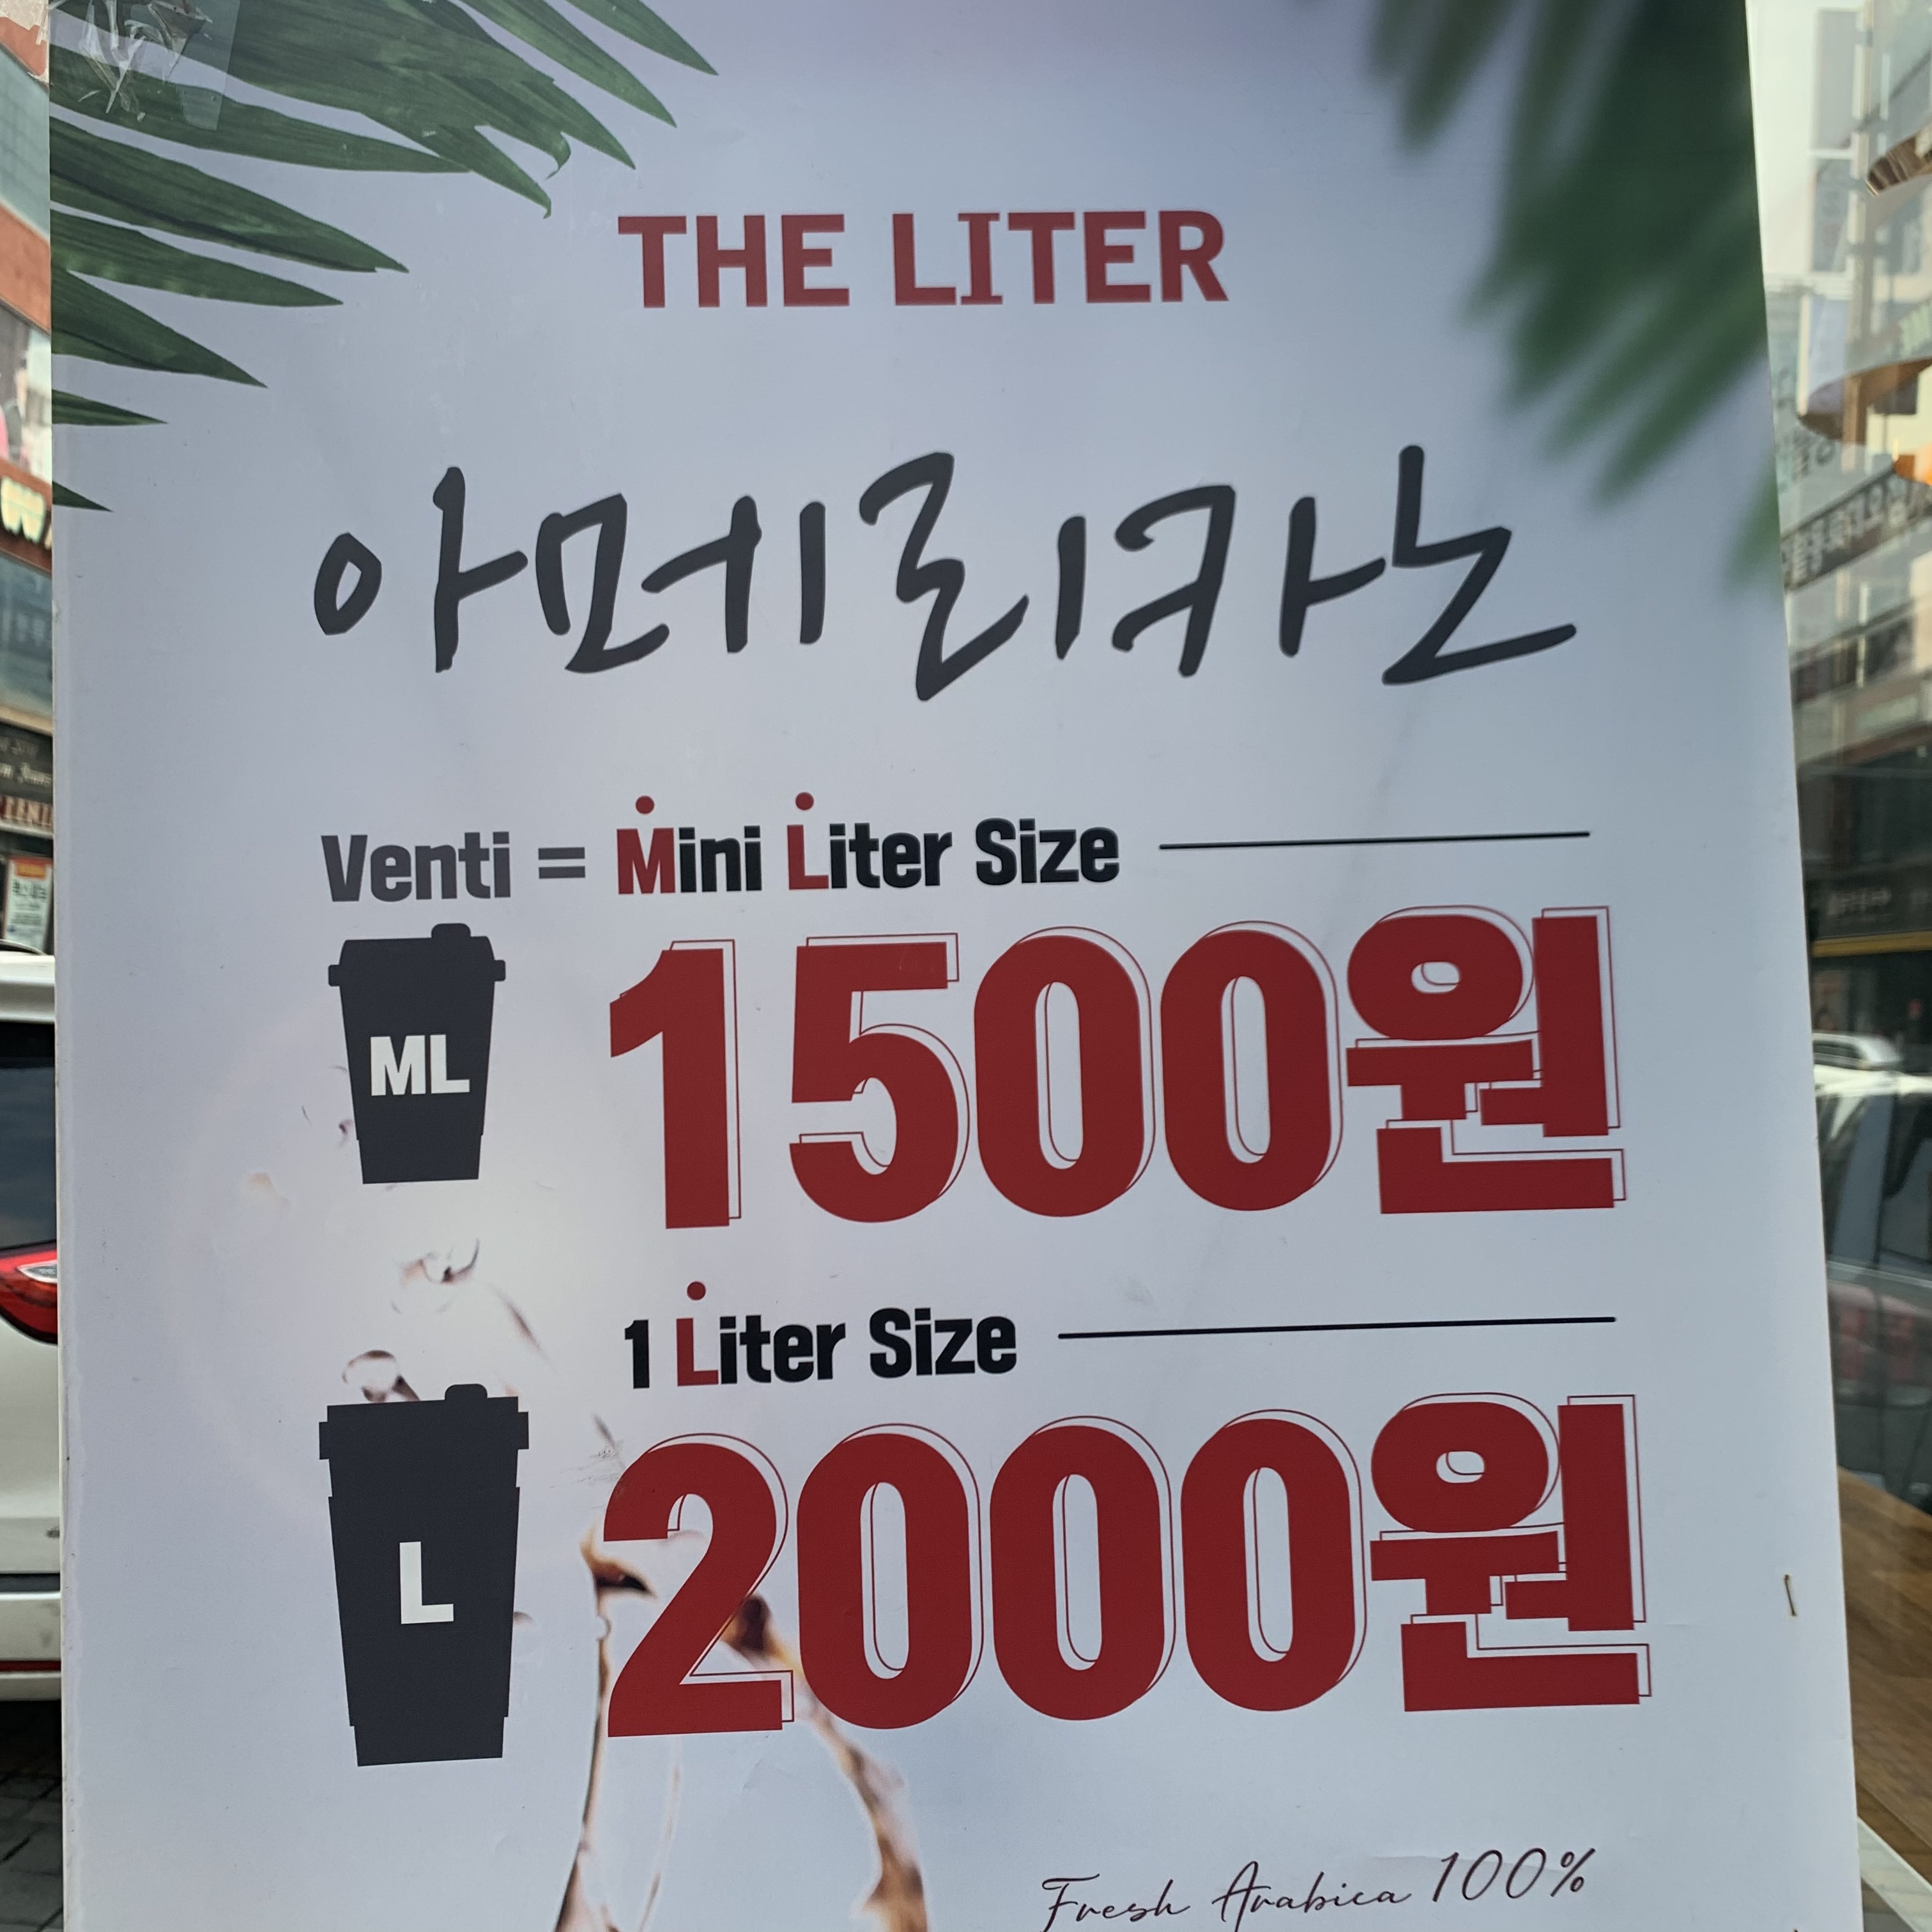 THE LITER
아메리카노
Venti = Mini Liter Size
ML
1500원
1 Liter Size
L
2000원
Fresh Arabica 100%